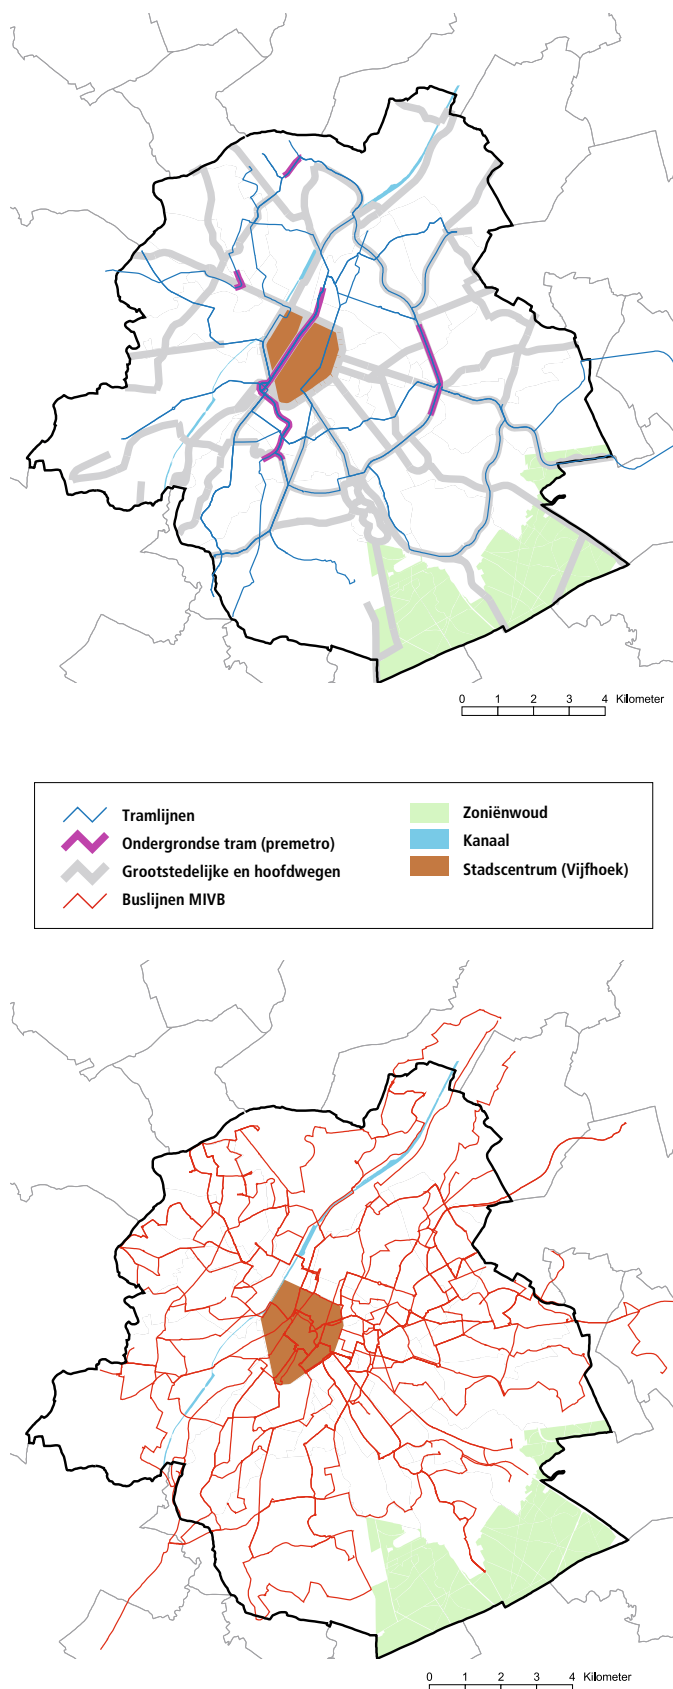 0 1 2 3 4 Kilometer
Tramlijnen
Ondergrondse tram (premetro)
Grootstedelijke en hoofdwegen
Buslijnen MIVB
Zoniënwoud
Kanaal
Stadscentrum (Vijfhoek)
0 1 2 3 4 Kilometer